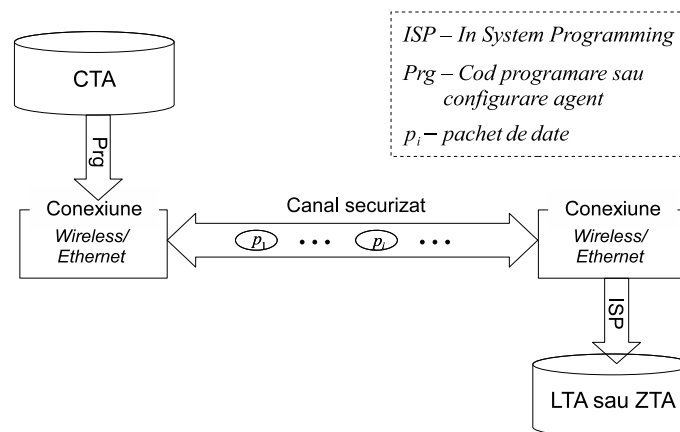 ISP – In System Programming
Prg – Cod programare sau
configurare agent
pi – pachet de date
CTA
Prg
Conexiune
Wireless/
Ethernet
Canal securizat
p1 ... pi ...
Conexiune
Wireless/
Ethernet
ISP
LTA sau ZTA